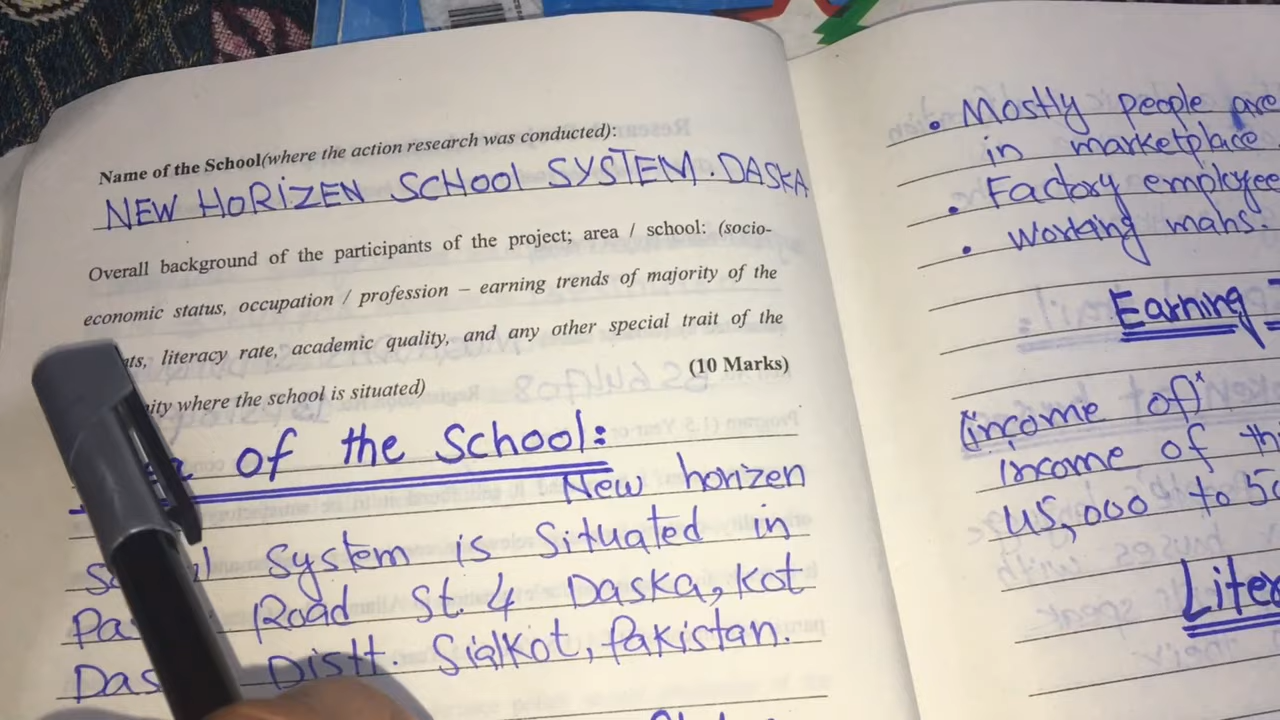 Name of the School(where the action research was conducted):
NEW HORIZEN SCHOOL SYSTEM. DASKA
Overall background of the participants of the project; area / school: (socio-
economic status, occupation / profession – earning trends of majority of the
literacy rate, academic quality, and any other special trait of the
where the school is situated)
(10 Marks)
of the School:
New horizen
System is Situated in
Road St. 4 Daska, Kot
Distt. Sialkot, Pakistan.
• Mostly people are
in marketplace.
• Factory employee
• Working mans.
Earning
(income of)
income of
45,000 to